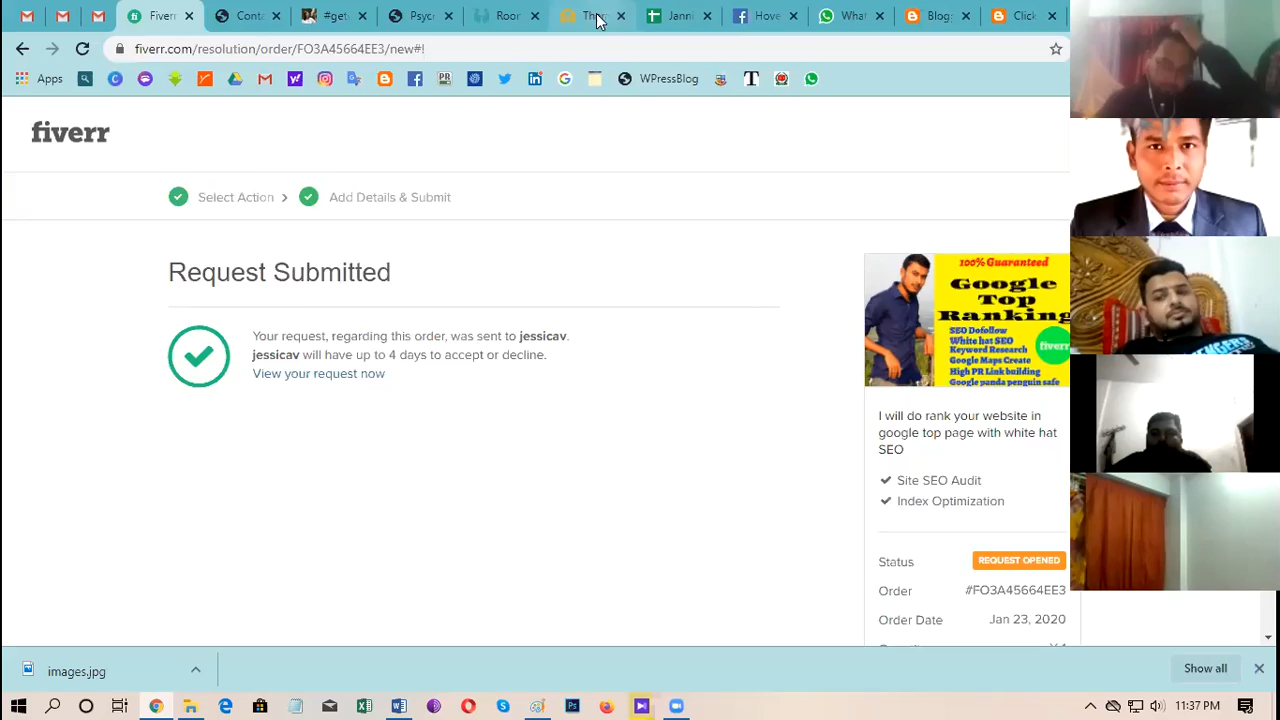 Fiverr
Conta
#get
Psyc
Roor
Janni
Hove
What
Blog
Click
fiverr.com/resolution/order/FO3A45664EE3/new#!
Apps
WPressBlog
fiverr
Select Action
Add Details & Submit
Request Submitted
Your request, regarding this order, was sent to jessicav.
jessicav will have up to 4 days to accept or decline.
View your request now
100% Guaranteed
Google
Top
Ranking
SEO Dofollow
White hat SEO
Keyword Research
Google Maps Create
High PR Link building
Google panda penguin safe
fiverr
I will do rank your website in
google top page with white hat
SEO
Site SEO Audit
Index Optimization
Status REQUEST OPENED
Order #FO3A45664EE3
Order Date Jan 23, 2020
images.jpg
Show all
11:37 PM